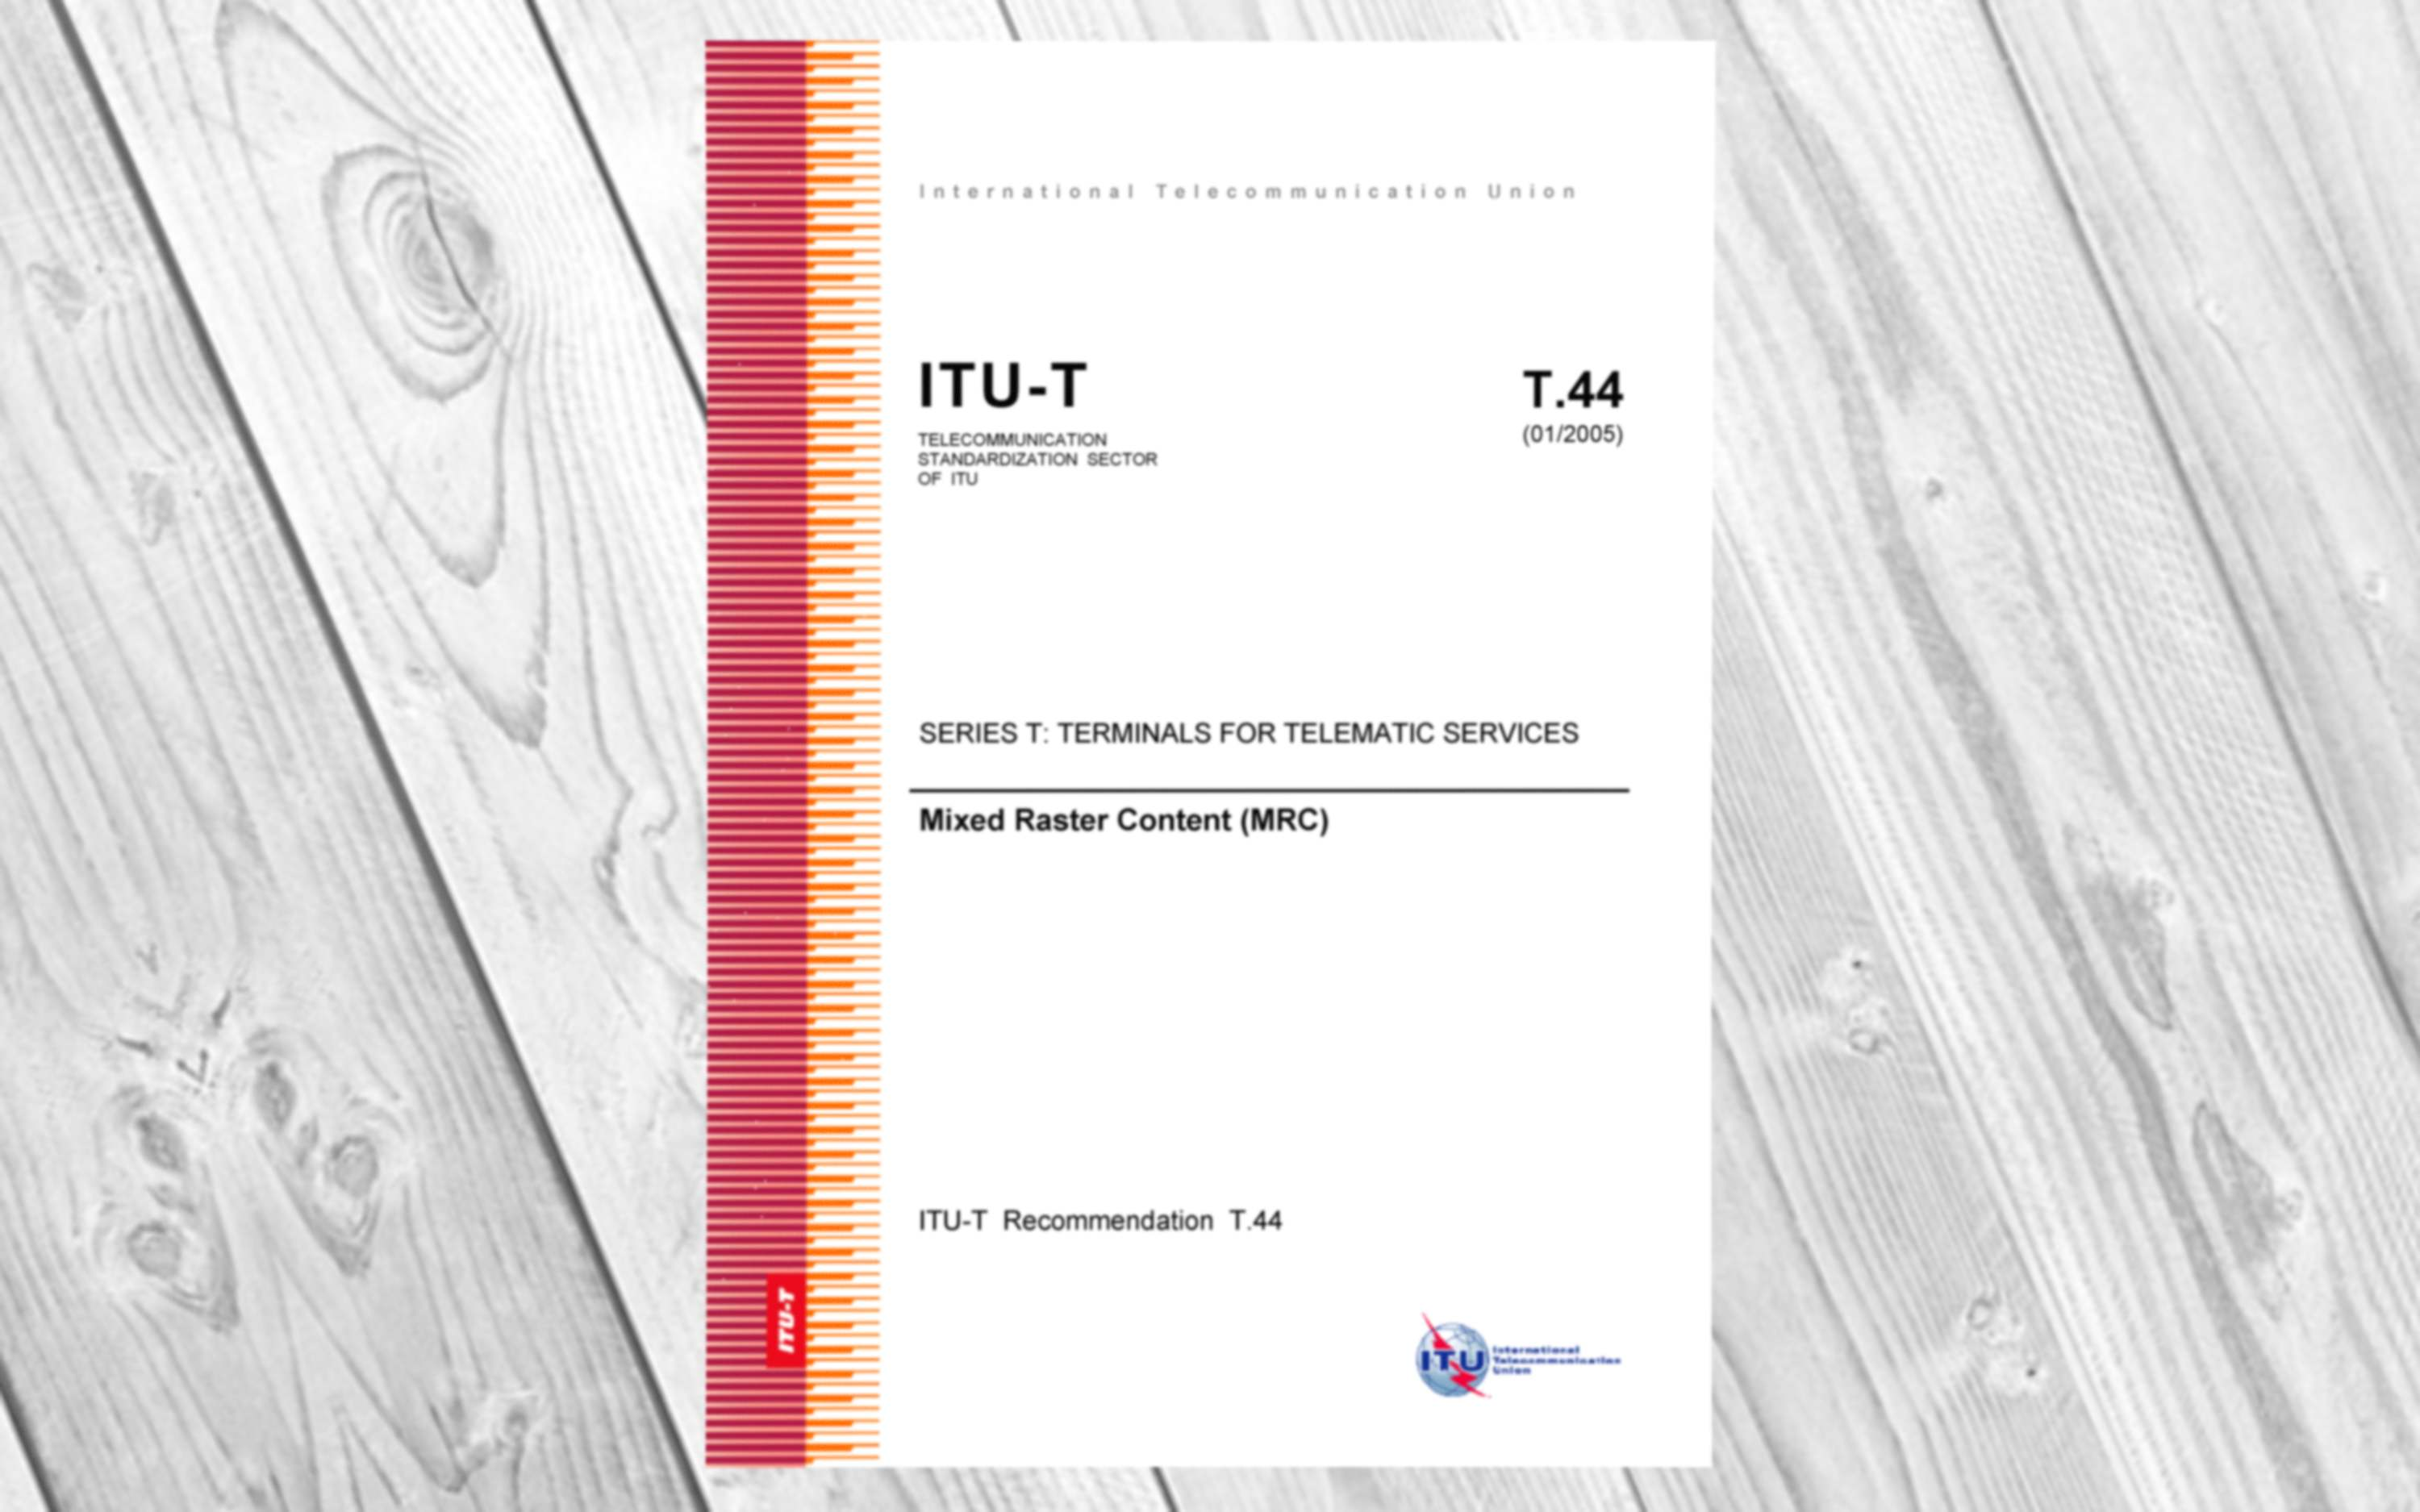 International Telecommunication Union
ITU-T
T.44
TELECOMMUNICATION
STANDARDIZATION SECTOR
OF ITU
(01/2005)
SERIES T: TERMINALS FOR TELEMATIC SERVICES
Mixed Raster Content (MRC)
ITU-T Recommendation T.44
ITU-T
ITU
International
Telecommunication
Union